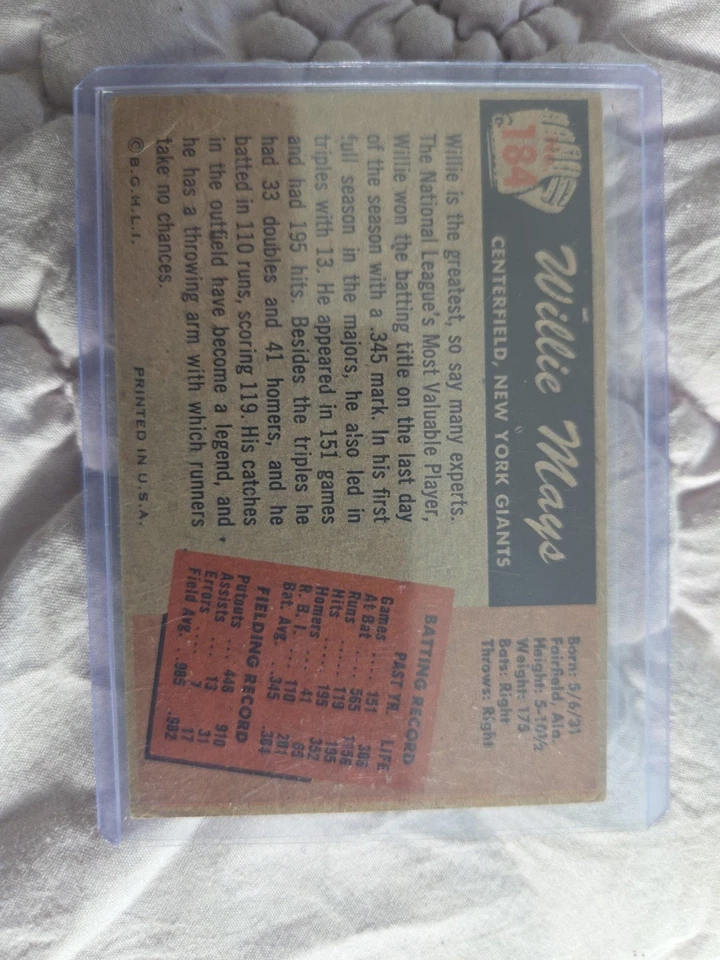 NO.
184
Willie Mays
CENTERFIELD, NEW YORK GIANTS
Born: 5/6/31
Fairfield, Ala.
Height: 5-10½
Weight: 175
Bats: Right
Throws: Right
Willie is the greatest, so say many experts.
The National League's Most Valuable Player,
Willie won the batting title on the last day
of the season with a .345 mark. In his first
full season in the majors, he also led in
triples with 13. He appeared in 151 games
and had 195 hits. Besides the triples he
had 33 doubles and 41 homers, and he
batted in 110 runs, scoring 119. His catches
in the outfield have become a legend, and
he has a throwing arm with which runners
take no chances.
©B.G.H.L.I.
PRINTED IN U.S.A.
BATTING RECORD
PAST YR. LIFE
Games .... 151
At Bat .... 565
Runs .... 119 195
Hits .... 195 352
Homers .... 41
R. B. I. ... 110 281
Bat. Avg. .. .345 .304
FIELDING RECORD
Putouts .... 448 910
Assists .... 13 31
Errors .... 7 17
Field Avg. .. .985 .982